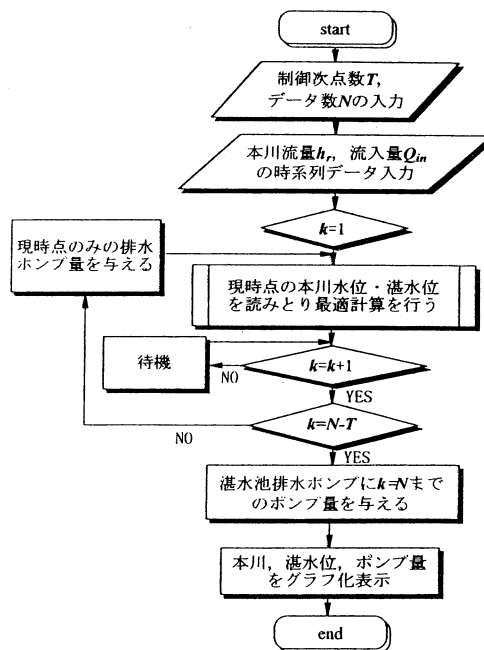 start
制御次点数T,
データ数Nの入力
本川流量hr, 流入量Qin
の時系列データ入力
k=1
現時点のみの排水
ポンプ量を与える
現時点の本川水位・湛水位
を読みとり最適計算を行う
待機
k=k+1
NO
YES
k=N-T
NO
YES
湛水池排水ポンプにk=Nまで
のポンプ量を与える
本川, 湛水位, ポンプ量
をグラフ化表示
end